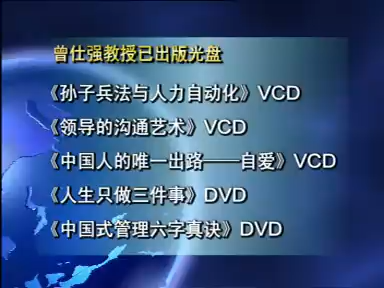 曾仕强教授已出版光盘
《孙子兵法与人力自动化》VCD
《领导的沟通艺术》VCD
《中国人的唯一出路——自爱》VCD
《人生只做三件事》DVD
《中国式管理六字真诀》DVD